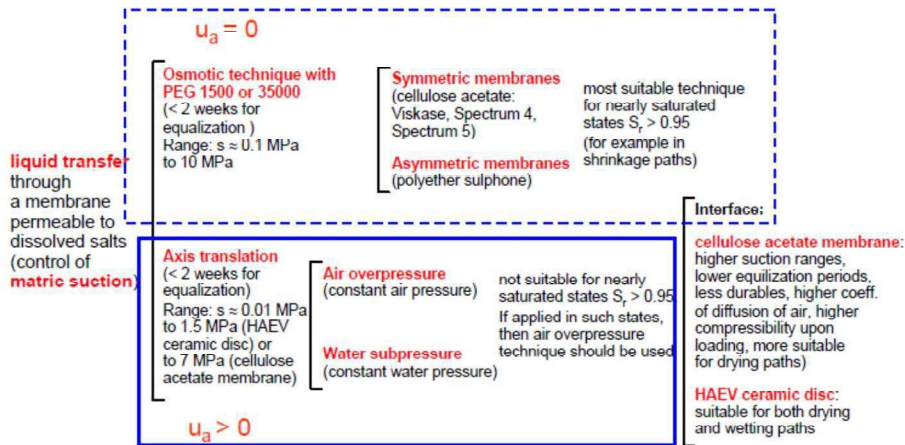 u_a = 0
Osmotic technique with
PEG 1500 or 35000
(< 2 weeks for
equalization )
Range: s ≈ 0.1 MPa
to 10 MPa
Symmetric membranes
(cellulose acetate:
Viskase, Spectrum 4,
Spectrum 5)
Asymmetric membranes
(polyether sulphone)
most suitable technique
for nearly saturated
states S_r > 0.95
(for example in
shrinkage paths)
liquid transfer
through
a membrane
permeable to
dissolved salts
(control of
matric suction)
Axis translation
(< 2 weeks for
equalization)
Range: s ≈ 0.01 MPa
to 1.5 MPa (HAEV
ceramic disc) or
to 7 MPa (cellulose
acetate membrane)
Air overpressure
(constant air pressure)
Water subpressure
(constant water pressure)
not suitable for nearly
saturated states S_r > 0.95
If applied in such states,
then air overpressure
technique should be used
u_a > 0
Interface:
cellulose acetate membrane:
higher suction ranges,
lower equilization periods,
less durables, higher coeff.
of diffusion of air, higher
compressibility upon
loading, more suitable
for drying paths)
HAEV ceramic disc:
suitable for both drying
and wetting paths